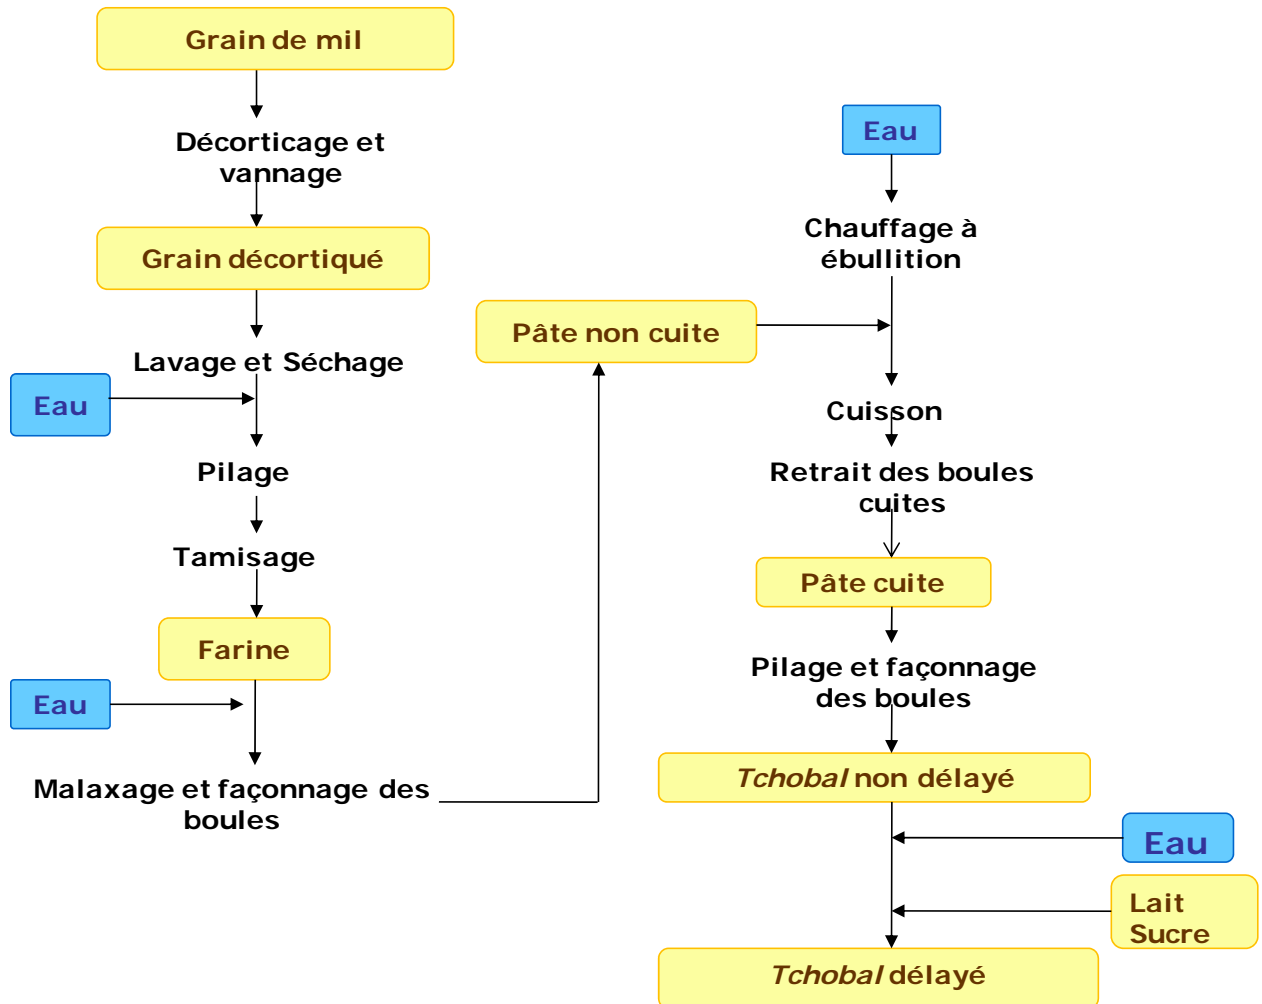 Grain de mil
Décorticage et
vannage
Grain décortiqué
Lavage et Séchage
Eau
Pilage
Tamisage
Farine
Eau
Malaxage et façonnage des
boules
Pâte non cuite
Eau
Chauffage à
ébullition
Cuisson
Retrait des boules
cuites
Pâte cuite
Pilage et façonnage
des boules
Tchobal non délayé
Eau
Lait
Sucre
Tchobal délayé